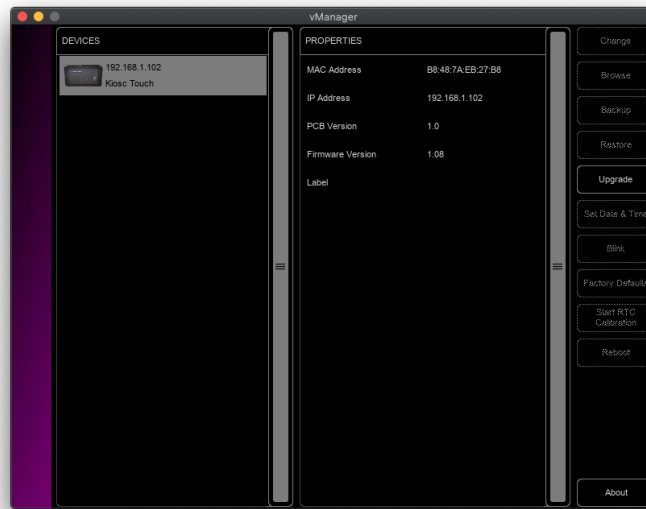 vManager
DEVICES
192.168.1.102
Kiosc Touch
PROPERTIES
MAC Address B8:48:7A:EB:27:B8
IP Address 192.168.1.102
PCB Version 1.0
Firmware Version 1.08
Label
Change
Browse
Backup
Restore
Upgrade
Set Date & Time
Blink
Factory Defaults
Start RTC
Calibration
Reboot
About